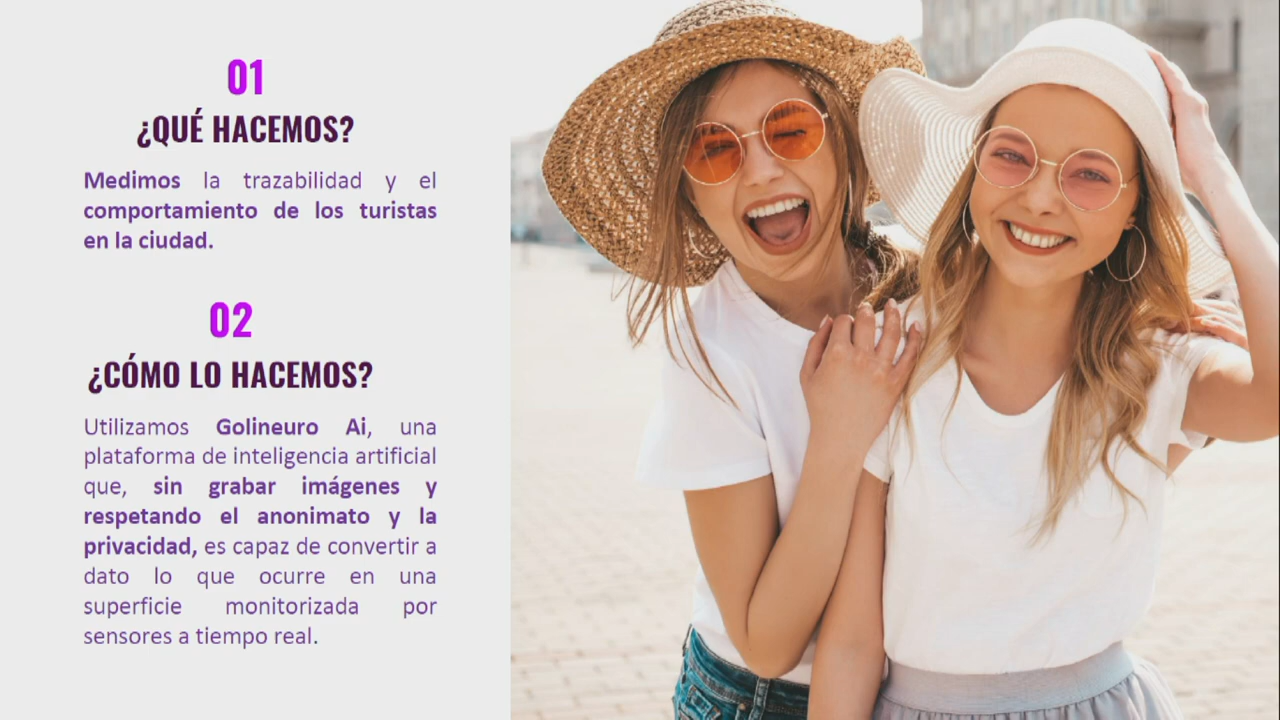 01
¿QUÉ HACEMOS?
Medimos la trazabilidad y el
comportamiento de los turistas
en la ciudad.
02
¿CÓMO LO HACEMOS?
Utilizamos Golineuro Ai, una
plataforma de inteligencia artificial
que, sin grabar imágenes y
respetando el anonimato y la
privacidad, es capaz de convertir a
dato lo que ocurre en una
superficie monitorizada por
sensores a tiempo real.